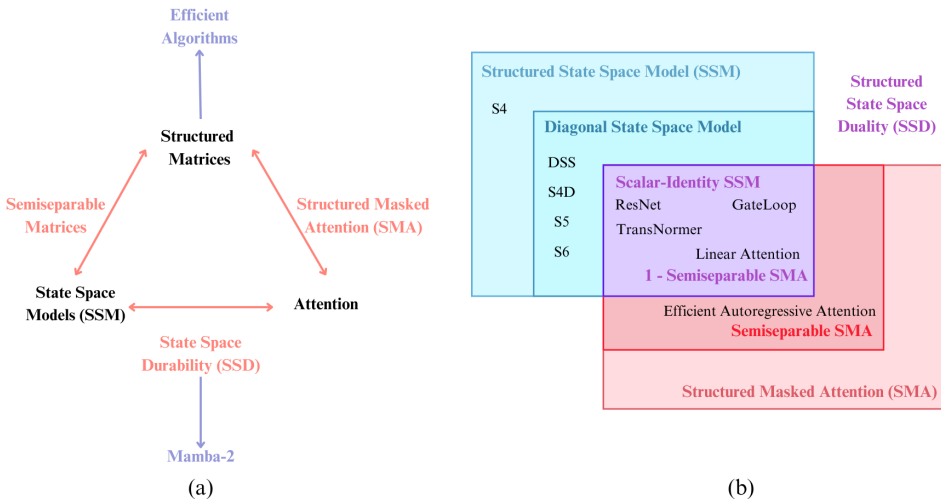 Efficient
Algorithms
Structured
Matrices
Semiseparable
Matrices
Structured Masked
Attention (SMA)
State Space
Models (SSM)
Attention
State Space
Durability (SSD)
Mamba-2
(a)
Structured State Space Model (SSM)
Structured
State Space
Duality (SSD)
S4
Diagonal State Space Model
DSS
S4D
S5
S6
Scalar-Identity SSM
ResNet GateLoop
TransNormer
Linear Attention
1 - Semiseparable SMA
Efficient Autoregressive Attention
Semiseparable SMA
Structured Masked Attention (SMA)
(b)